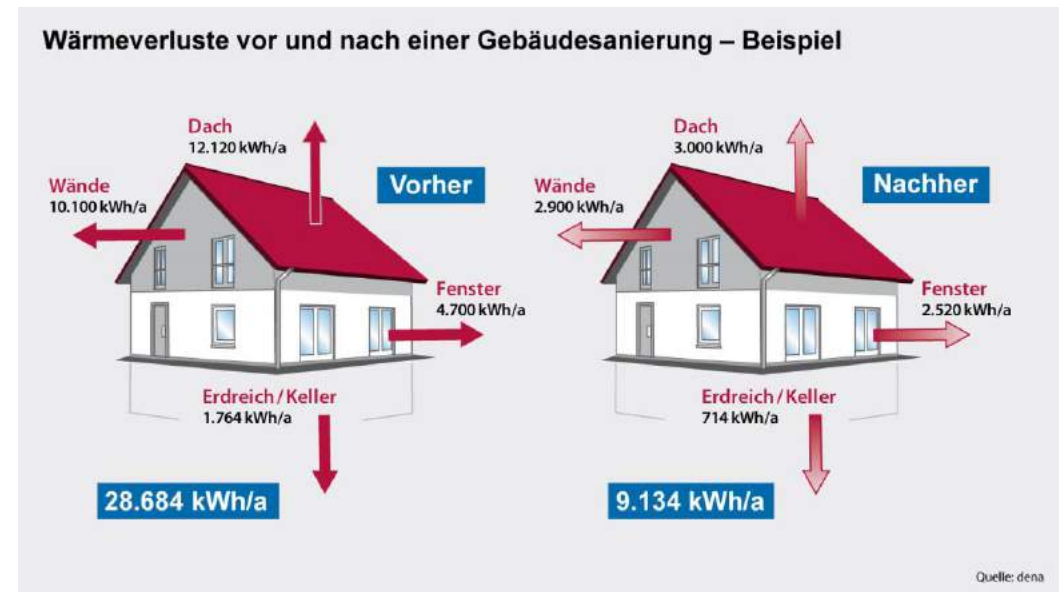 Wärmeverluste vor und nach einer Gebäudesanierung – Beispiel
Dach
12.120 kWh/a
Wände
10.100 kWh/a
Vorher
Fenster
4.700 kWh/a
Erdreich/Keller
1.764 kWh/a
28.684 kWh/a
Dach
3.000 kWh/a
Wände
2.900 kWh/a
Nachher
Fenster
2.520 kWh/a
Erdreich/Keller
714 kWh/a
9.134 kWh/a
Quelle: dena